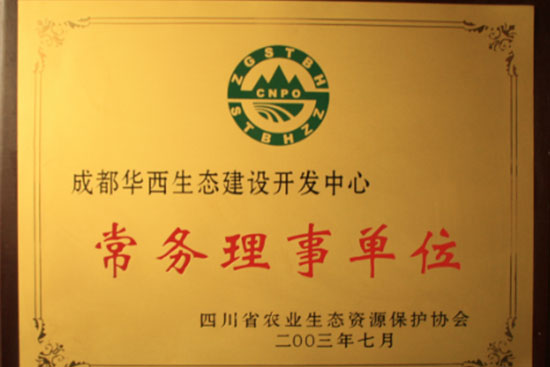 ZGSTBH
CNPO
STBHZZ
成都华西生态建设开发中心
常务理事单位
四川省农业生态资源保护协会
二00三年七月